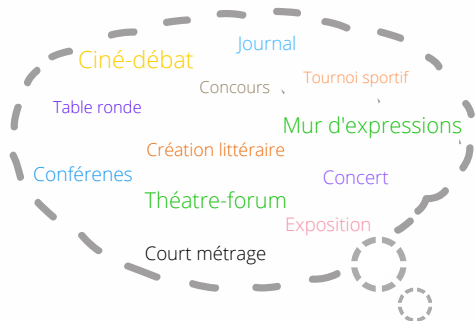 Journal
Ciné-débat
Tournoi sportif
Concours
Table ronde
Mur d'expressions
Création littéraire
Conférenes
Concert
Théatre-forum
Exposition
Court métrage